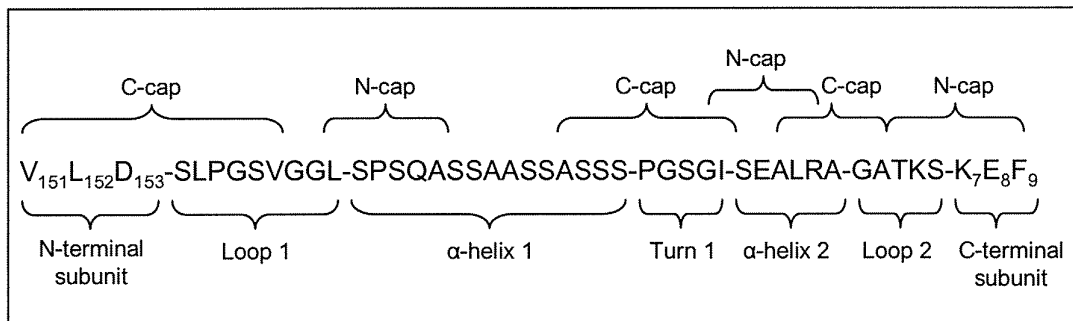 N-cap
C-cap N-cap C-cap C-cap N-cap
V151L152D153-SLPGSVGGL-SPSQASSAASSASSS-PGSGI-SEALRA-GATKS-K7E8F9
N-terminal subunit Loop 1 α-helix 1 Turn 1 α-helix 2 Loop 2 C-terminal subunit